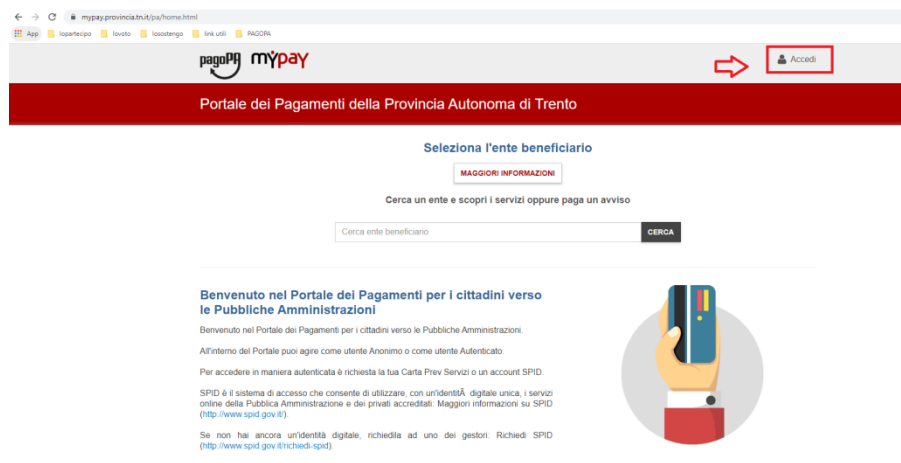 mypay.provincia.tn.it/pa/home.html
App iopartecipo iovoto iosostengo link utili PAGOPA
pagoPA mypay Accedi
Portale dei Pagamenti della Provincia Autonoma di Trento
Seleziona l'ente beneficiario
MAGGIORI INFORMAZIONI
Cerca un ente e scopri i servizi oppure paga un avviso
Cerca ente beneficiario CERCA
Benvenuto nel Portale dei Pagamenti per i cittadini verso
le Pubbliche Amministrazioni
Benvenuto nel Portale dei Pagamenti per i cittadini verso le Pubbliche Amministrazioni.
All'interno del Portale puoi agire come utente Anonimo o come utente Autenticato.
Per accedere in maniera autenticata è richiesta la tua Carta Prev Servizi o un account SPID.
SPID è il sistema di accesso che consente di utilizzare, con un'identitÃ digitale unica, i servizi
online della Pubblica Amministrazione e dei privati accreditati: Maggiori informazioni su SPID
(http://www.spid.gov.it/).
Se non hai ancora un'identità digitale, richiedila ad uno dei gestori: Richiedi SPID
(http://www.spid.gov.it/richiedi-spid).